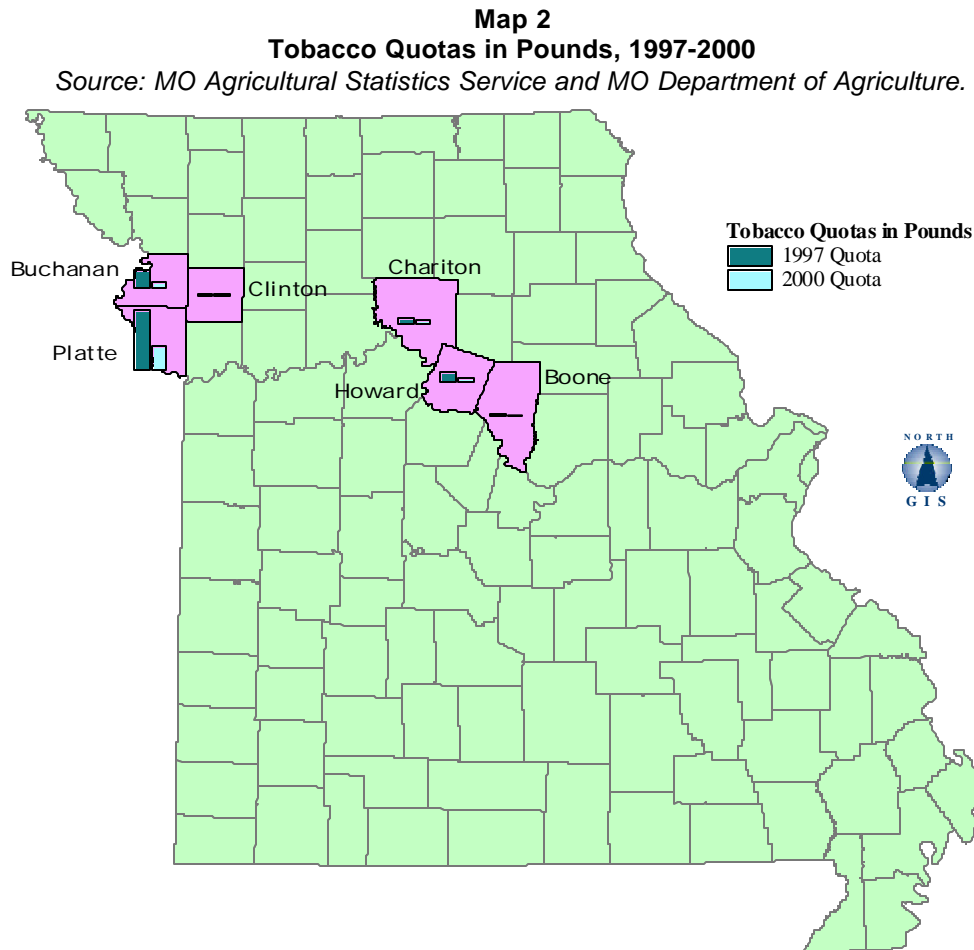 Map 2
Tobacco Quotas in Pounds, 1997-2000
Source: MO Agricultural Statistics Service and MO Department of Agriculture.
Tobacco Quotas in Pounds
1997 Quota
2000 Quota
Buchanan
Clinton
Chariton
Platte
Howard
Boone
NORTH
GIS